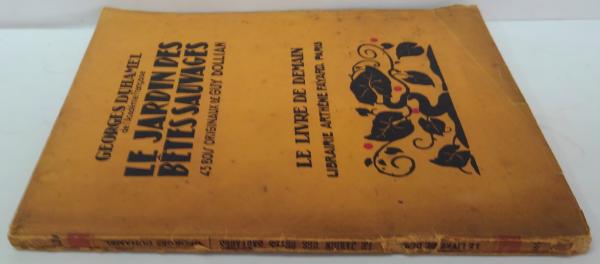 GEORGES DUHAMEL
de l'académie française
LE JARDIN DES
BÊTES SAUVAGES
43 BOIS ORIGINAUX DE GUY DOLLIAN
LE LIVRE DE DEMAIN
LIBRAIRIE ARTHÈME FAYARD. PARIS
GEORGES DUHAMEL
LE JARDIN DES BÊTES SAUVAGES
LE LIVRE DE DEM